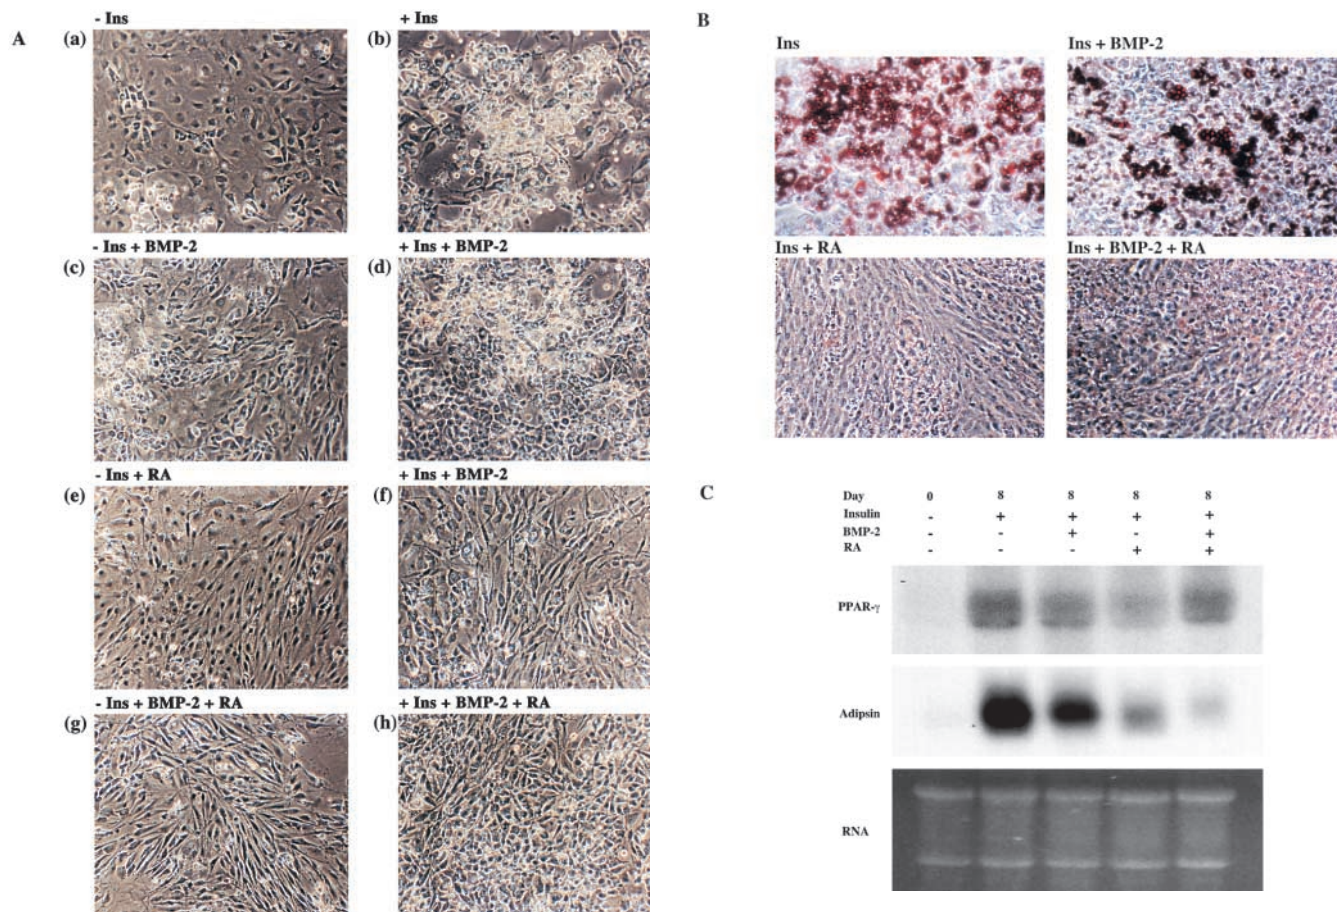 A
- Ins
+ Ins
(a)
(b)
- Ins + BMP-2
+ Ins + BMP-2
(c)
(d)
- Ins + RA
+ Ins + BMP-2
(e)
(f)
- Ins + BMP-2 + RA
+ Ins + BMP-2 + RA
(g)
(h)
B
Ins
Ins + BMP-2
Ins + RA
Ins + BMP-2 + RA
C
Day 0 8 8 8 8
Insulin - + + + +
BMP-2 - - + - +
RA - - - + +
PPAR-γ
Adipsin
RNA